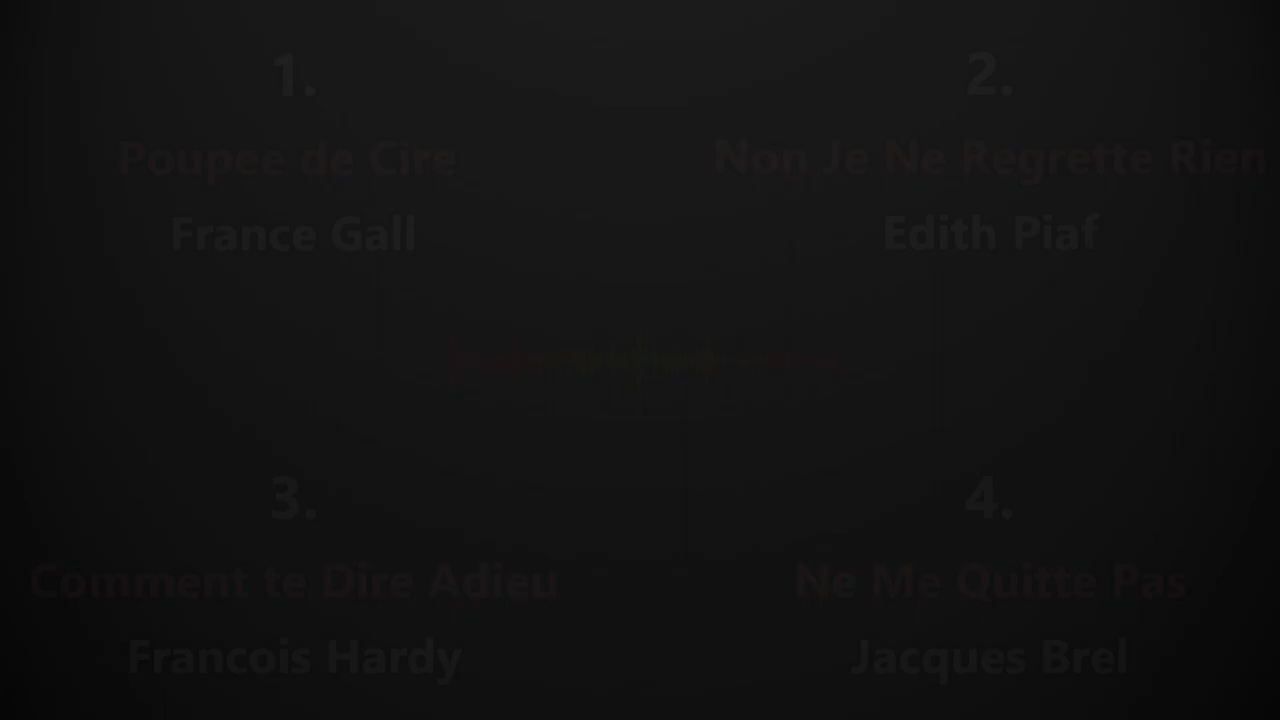 1.
Poupee de Cire
France Gall
2.
Non Je Ne Regrette Rien
Edith Piaf
3.
Comment te Dire Adieu
Francois Hardy
4.
Ne Me Quitte Pas
Jacques Brel